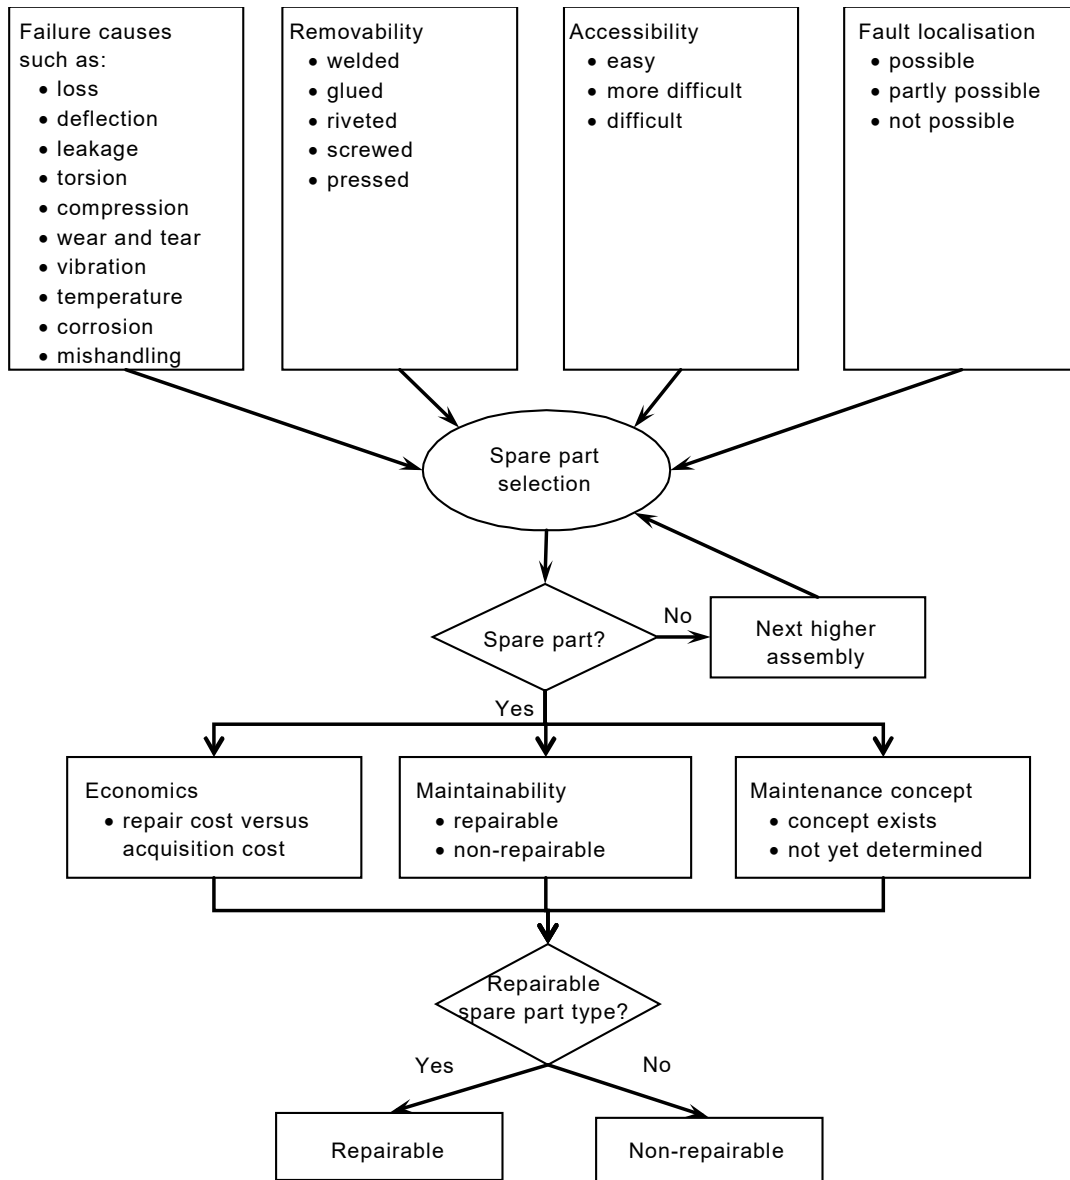 Failure causes
such as:
• loss
• deflection
• leakage
• torsion
• compression
• wear and tear
• vibration
• temperature
• corrosion
• mishandling
Removability
• welded
• glued
• riveted
• screwed
• pressed
Accessibility
• easy
• more difficult
• difficult
Fault localisation
• possible
• partly possible
• not possible
Spare part
selection
Spare part?
No
Next higher
assembly
Yes
Economics
• repair cost versus
acquisition cost
Maintainability
• repairable
• non-repairable
Maintenance concept
• concept exists
• not yet determined
Repairable
spare part type?
Yes
No
Repairable
Non-repairable